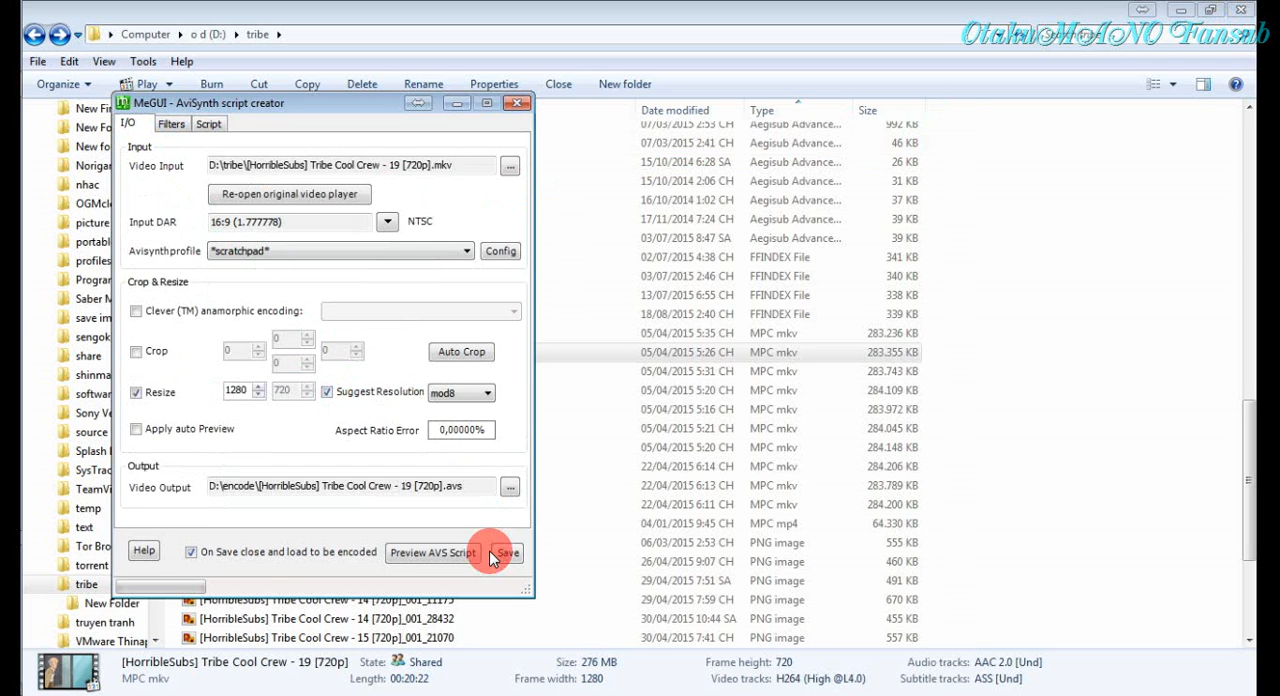 OtakuMANO Fansub
Computer
o d (D:)
tribe
File Edit View Tools Help
Organize Play Burn Cut Copy Delete Rename Properties Close New folder
MeGUI - AviSynth script creator
I/O Filters Script
Input
Video Input D:\tribe\[HorribleSubs] Tribe Cool Crew - 19 [720p].mkv ...
Re-open original video player
Input DAR 16:9 (1.777778) NTSC
Avisynthprofile *scratchpad* Config
Crop & Resize
Clever (TM) anamorphic encoding:
0
Crop 0 0 Auto Crop
0
Resize 1280 720 Suggest Resolution mod8
Apply auto Preview Aspect Ratio Error 0,00000%
Output
Video Output D:\encode\[HorribleSubs] Tribe Cool Crew - 19 [720p].avs ...
Help On Save close and load to be encoded Preview AVS Script Save
New Fir
New Fo
New fo
Norigar
nhac
OGMcl
picture
portabl
profiles
Progran
Saber M
save im
sengok
share
shinma
softwar
Sony Ve
source
Splash
SysTrac
TeamVi
temp
text
Tor Bro
torrent
tribe
New Folder
truyen tranh
VMware Thinap
Date modified Type Size
07/03/2015 2:53 CH Aegisub Advance... 992 KB
07/03/2015 2:41 CH Aegisub Advance... 46 KB
15/10/2014 6:28 SA Aegisub Advance... 26 KB
15/10/2014 2:06 CH Aegisub Advance... 31 KB
16/10/2014 1:02 CH Aegisub Advance... 37 KB
17/11/2014 7:24 CH Aegisub Advance... 39 KB
03/07/2015 8:47 SA Aegisub Advance... 39 KB
02/07/2015 4:38 CH FFINDEX File 341 KB
03/07/2015 2:46 CH FFINDEX File 340 KB
13/07/2015 6:55 CH FFINDEX File 338 KB
18/08/2015 2:40 CH FFINDEX File 339 KB
05/04/2015 5:35 CH MPC mkv 283.236 KB
05/04/2015 5:26 CH MPC mkv 283.355 KB
05/04/2015 5:31 CH MPC mkv 283.743 KB
05/04/2015 5:20 CH MPC mkv 284.109 KB
05/04/2015 5:16 CH MPC mkv 283.972 KB
05/04/2015 5:21 CH MPC mkv 284.045 KB
05/04/2015 5:20 CH MPC mkv 284.148 KB
22/04/2015 6:14 CH MPC mkv 284.206 KB
22/04/2015 6:13 CH MPC mkv 283.789 KB
22/04/2015 6:11 CH MPC mkv 284.200 KB
04/01/2015 9:45 CH MPC mp4 64.330 KB
06/03/2015 2:53 CH PNG image 555 KB
26/04/2015 9:07 CH PNG image 460 KB
29/04/2015 7:51 SA PNG image 491 KB
[HorribleSubs] Tribe Cool Crew - 14 [720p]_001_11175 29/04/2015 7:59 CH PNG image 670 KB
[HorribleSubs] Tribe Cool Crew - 14 [720p]_001_28432 30/04/2015 10:44 SA PNG image 455 KB
[HorribleSubs] Tribe Cool Crew - 15 [720p]_001_21070 30/04/2015 7:41 CH PNG image 557 KB
[HorribleSubs] Tribe Cool Crew - 19 [720p] State: Shared Size: 276 MB Frame height: 720 Audio tracks: AAC 2.0 [Und]
MPC mkv Length: 00:20:22 Frame width: 1280 Video tracks: H264 (High @L4.0) Subtitle tracks: ASS [Und]